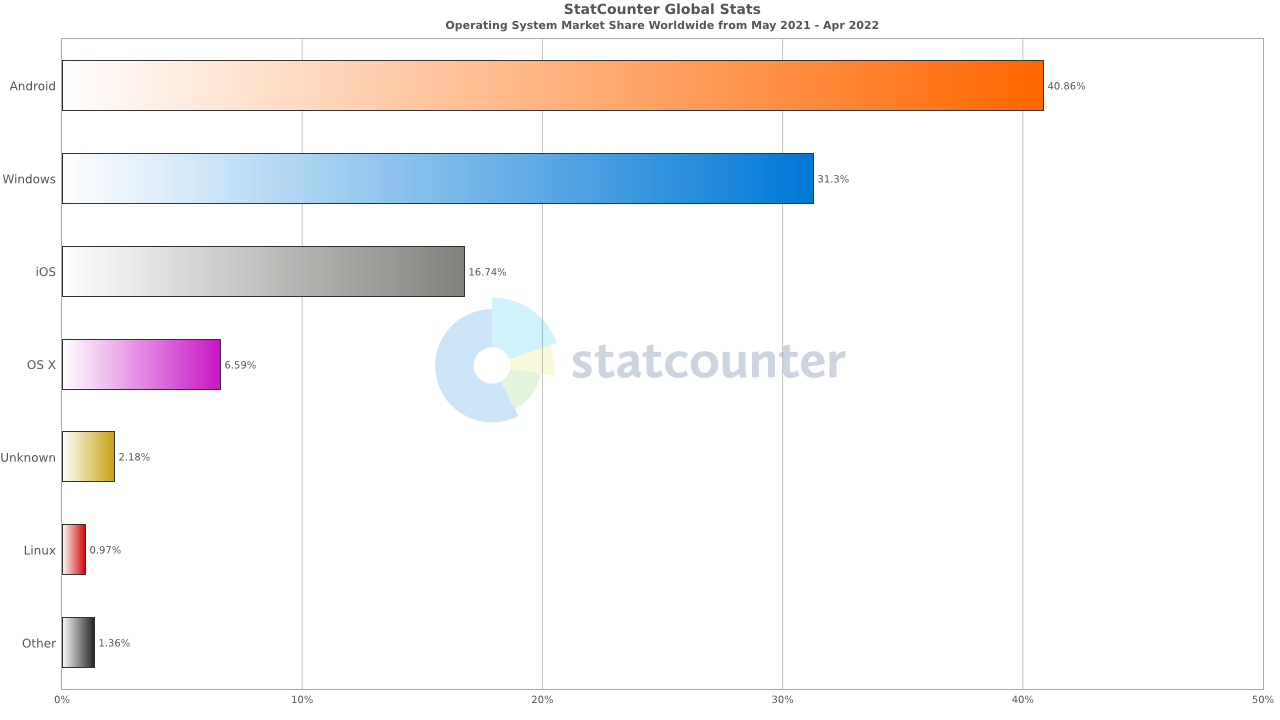 StatCounter Global Stats
Operating System Market Share Worldwide from May 2021 - Apr 2022
Android 40.86%
Windows 31.3%
iOS 16.74%
statcounter
OS X 6.59%
Unknown 2.18%
Linux 0.97%
Other 1.36%
0% 10% 20% 30% 40% 50%